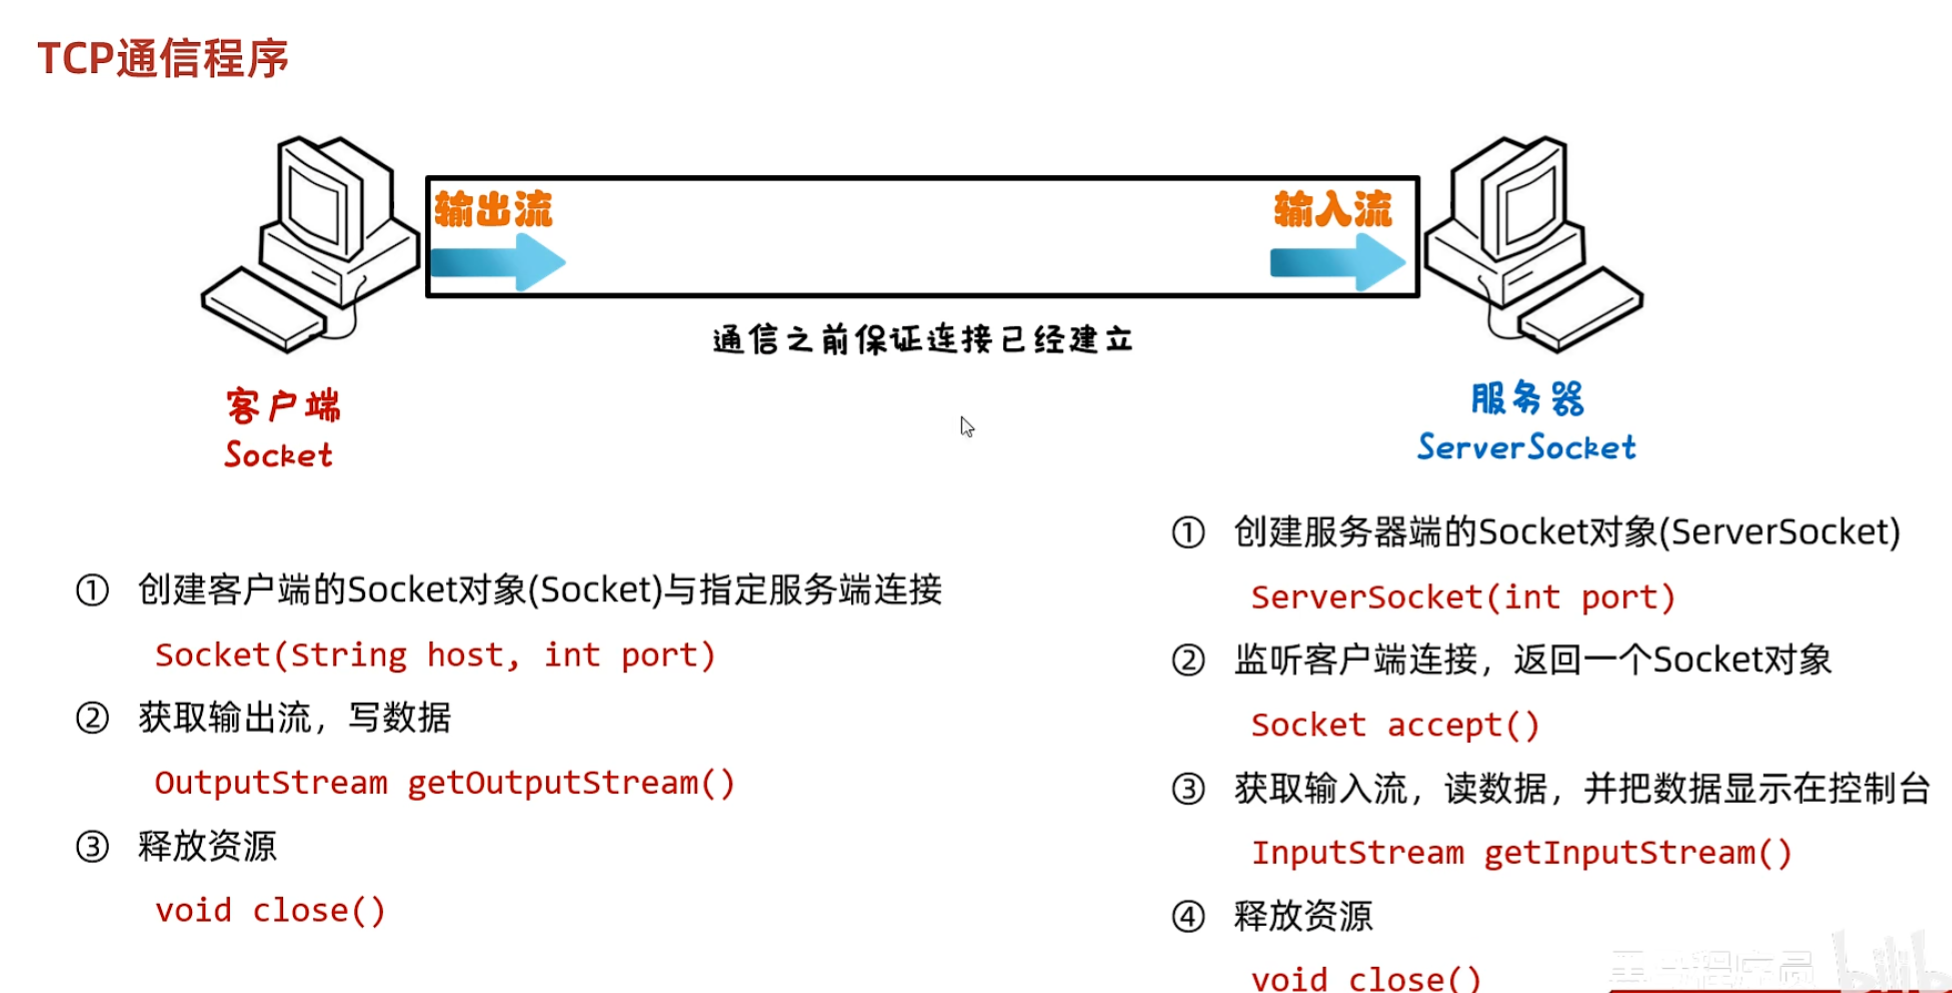 TCP通信程序
输出流
输入流
通信之前保证连接已经建立
客户端
Socket
服务器
ServerSocket
① 创建客户端的Socket对象(Socket)与指定服务端连接
Socket(String host, int port)
② 获取输出流，写数据
OutputStream getOutputStream()
③ 释放资源
void close()
① 创建服务器端的Socket对象(ServerSocket)
ServerSocket(int port)
② 监听客户端连接，返回一个Socket对象
Socket accept()
③ 获取输入流，读数据，并把数据显示在控制台
InputStream getInputStream()
④ 释放资源
void close()